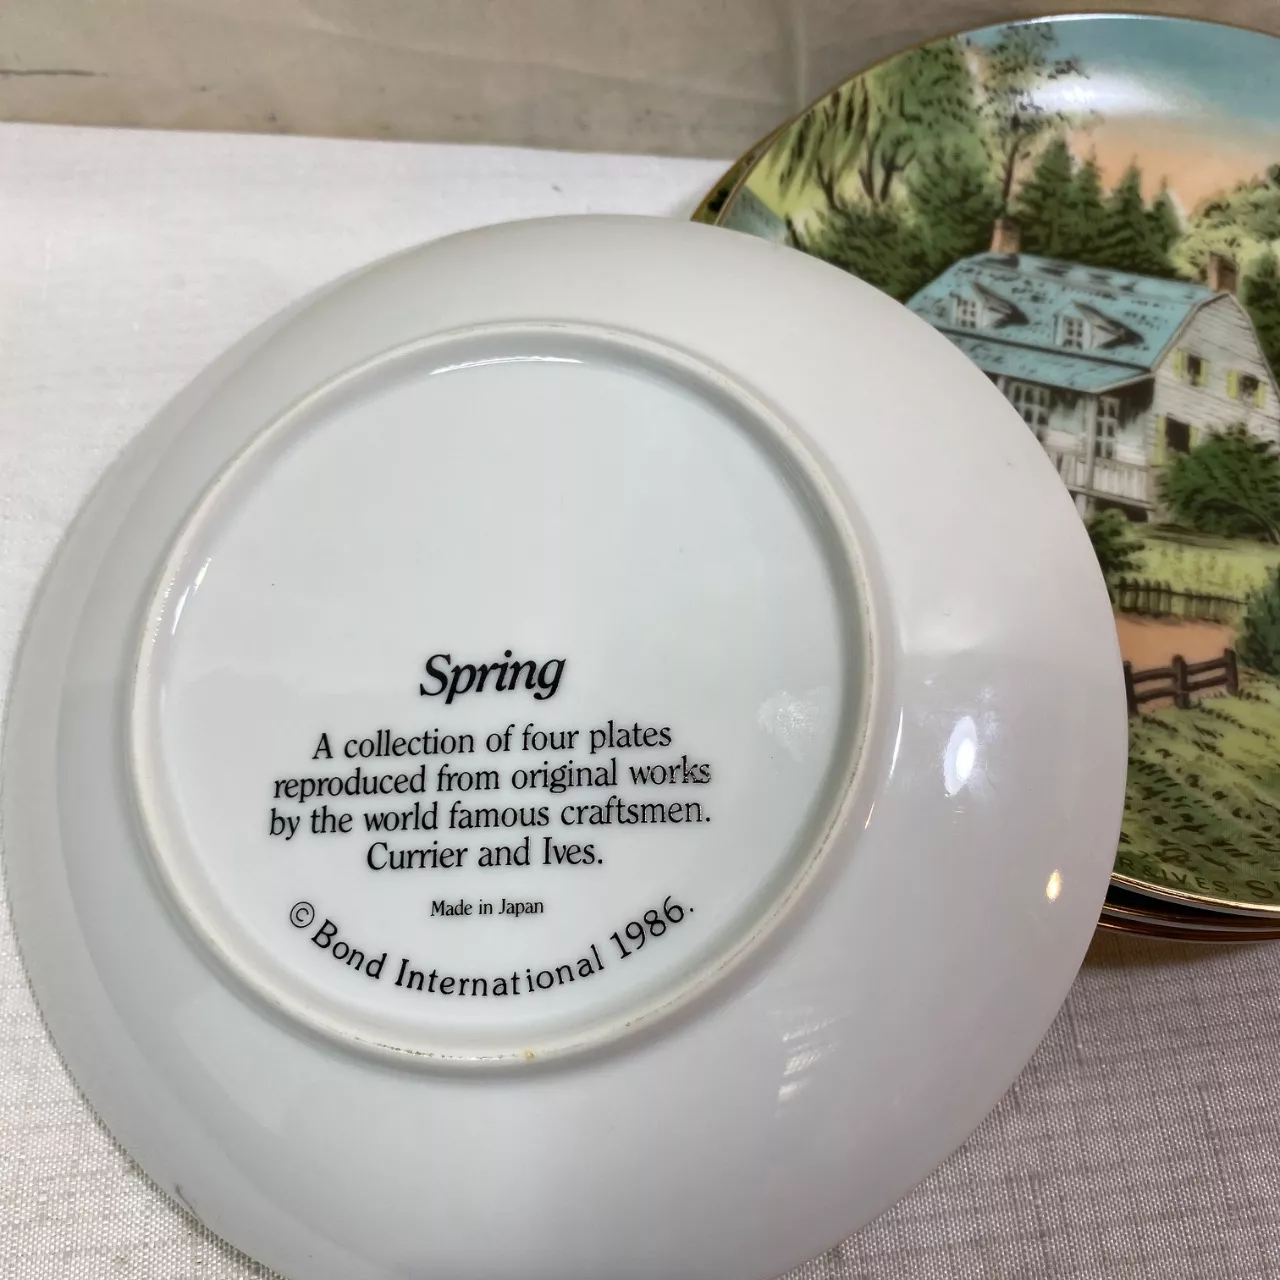 Spring
A collection of four plates
reproduced from original works
by the world famous craftsmen.
Currier and Ives.
Made in Japan
© Bond International 1986.
& IVES